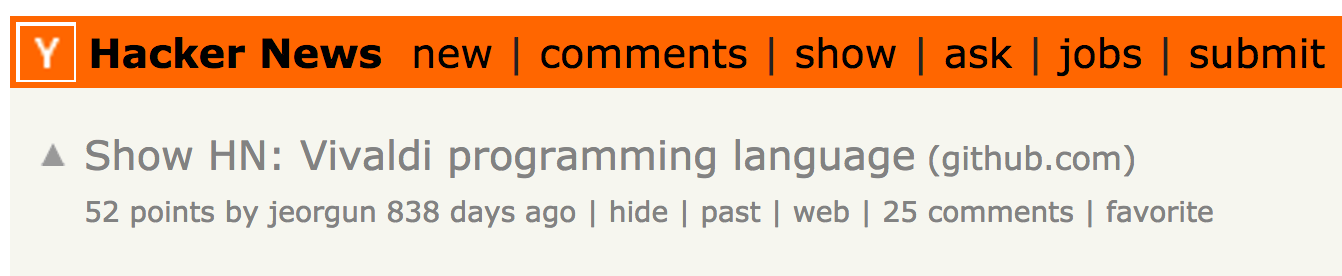 Y Hacker News new | comments | show | ask | jobs | submit
▲ Show HN: Vivaldi programming language (github.com)
52 points by jeorgun 838 days ago | hide | past | web | 25 comments | favorite